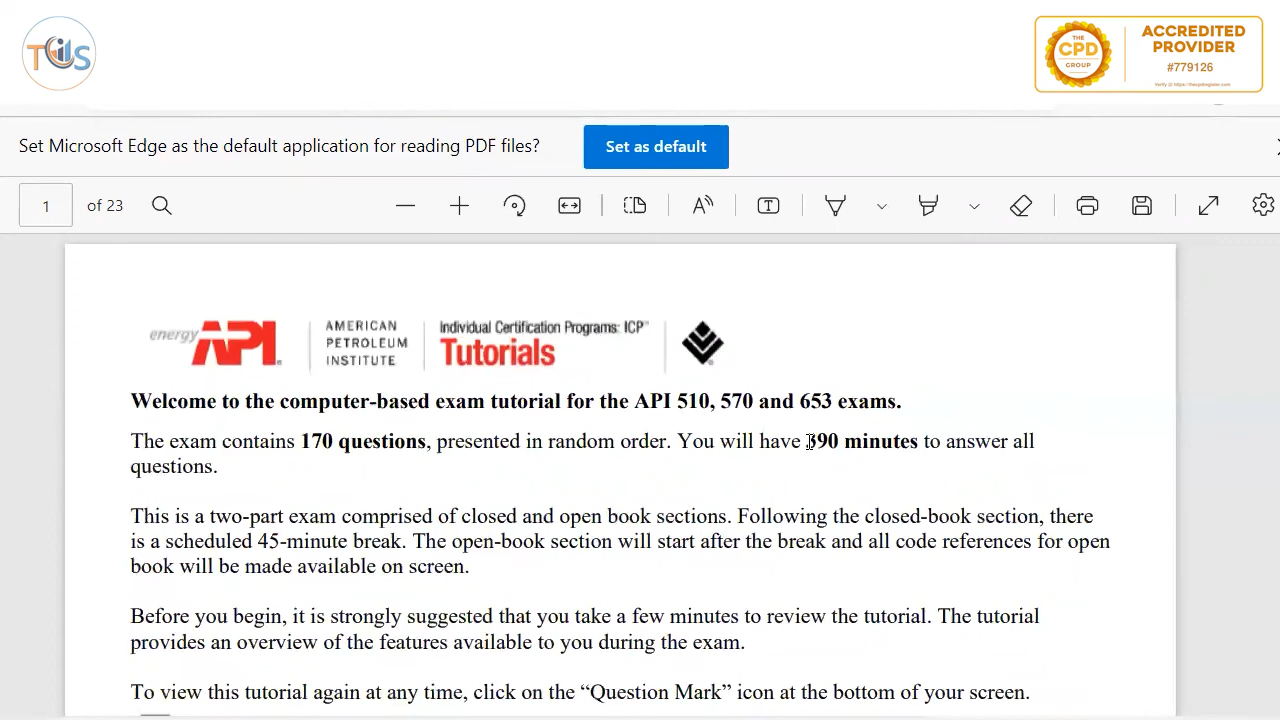 TCIIS
THE
CPD
GROUP
ACCREDITED
PROVIDER
#779126
Verify @ https://thecpdregister.com
Set Microsoft Edge as the default application for reading PDF files?
Set as default
1
of 23
energy API
AMERICAN
PETROLEUM
INSTITUTE
Individual Certification Programs: ICP™
Tutorials
Welcome to the computer-based exam tutorial for the API 510, 570 and 653 exams.
The exam contains 170 questions, presented in random order. You will have 390 minutes to answer all
questions.
This is a two-part exam comprised of closed and open book sections. Following the closed-book section, there
is a scheduled 45-minute break. The open-book section will start after the break and all code references for open
book will be made available on screen.
Before you begin, it is strongly suggested that you take a few minutes to review the tutorial. The tutorial
provides an overview of the features available to you during the exam.
To view this tutorial again at any time, click on the “Question Mark” icon at the bottom of your screen.